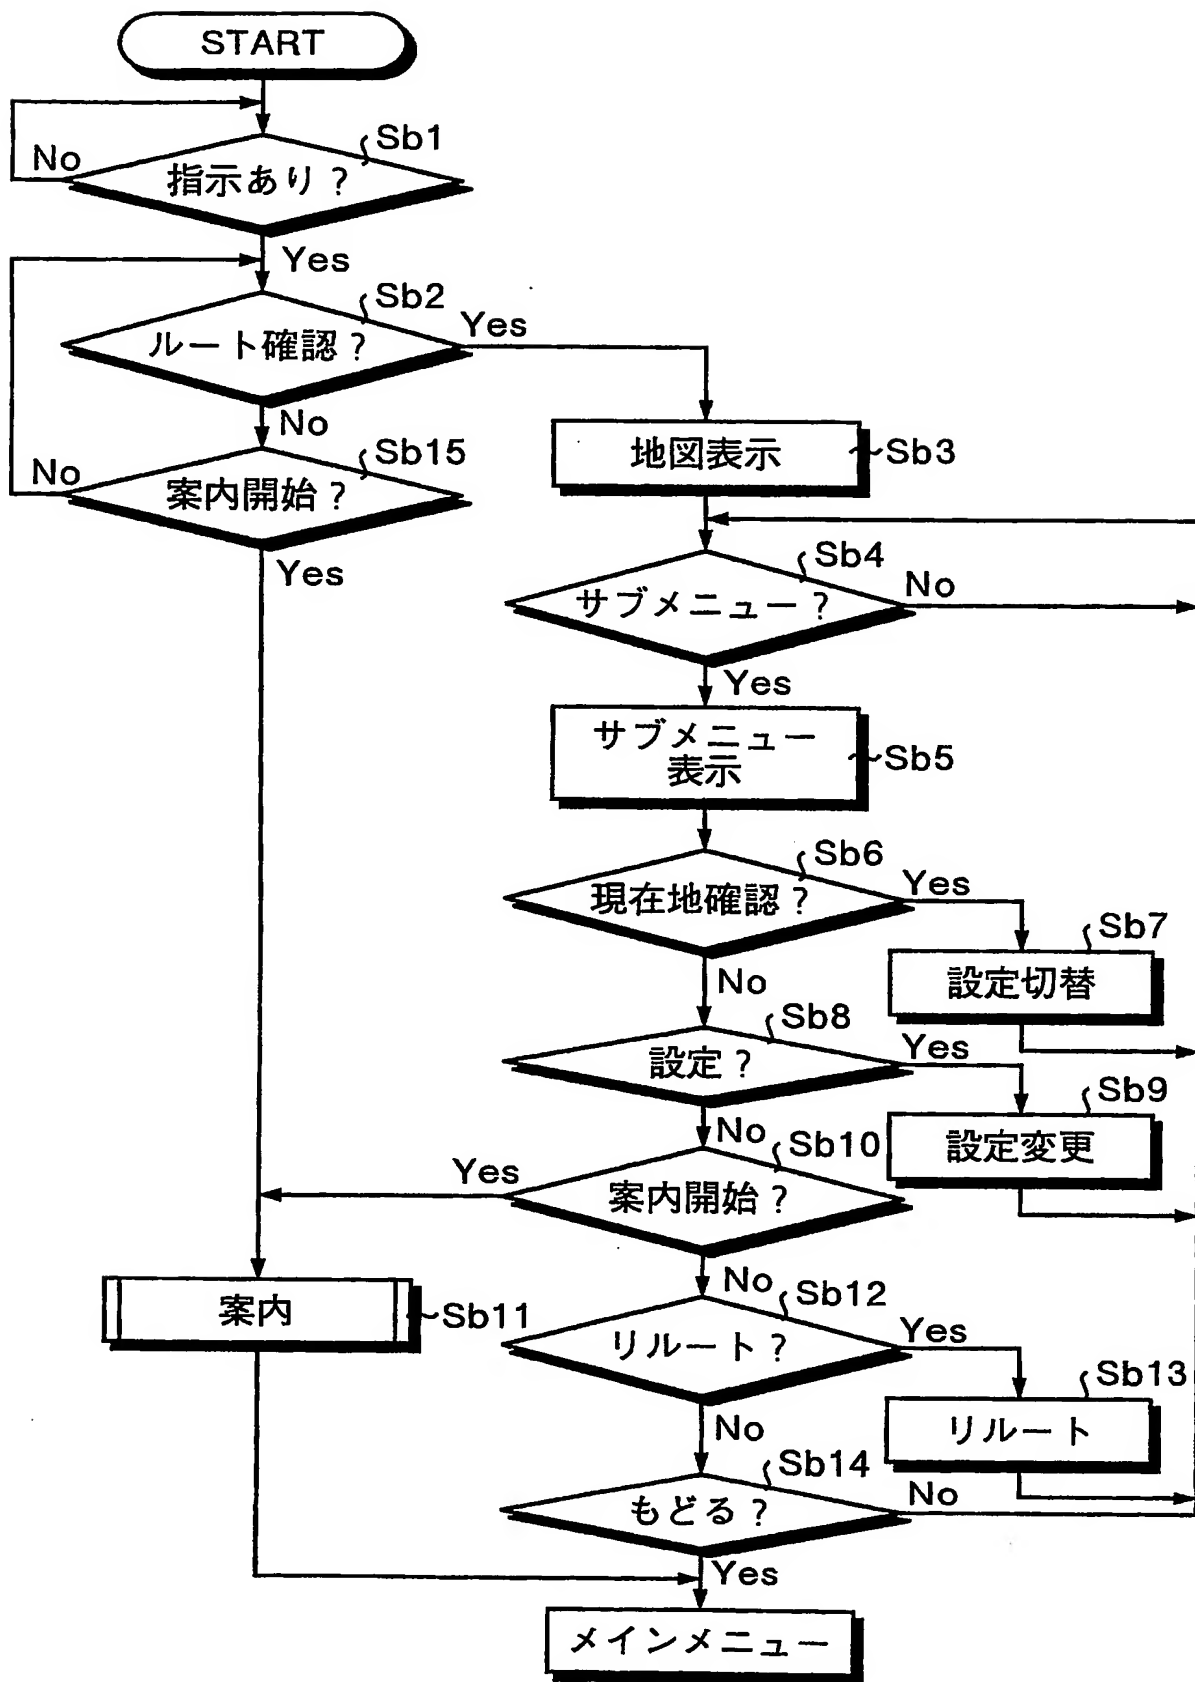 START
Sb1
No
指示あり？
Yes
Sb2
Yes
ルート確認？
No
Sb15
No
案内開始？
Yes
地図表示
Sb3
Sb4
No
サブメニュー？
Yes
サブメニュー
表示
Sb5
Sb6
Yes
現在地確認？
No
Sb7
設定切替
Sb8
Yes
設定？
No
Sb9
設定変更
Sb10
Yes
案内開始？
No
案内
Sb11
Sb12
Yes
リルート？
No
Sb13
リルート
Sb14
No
もどる？
Yes
メインメニュー